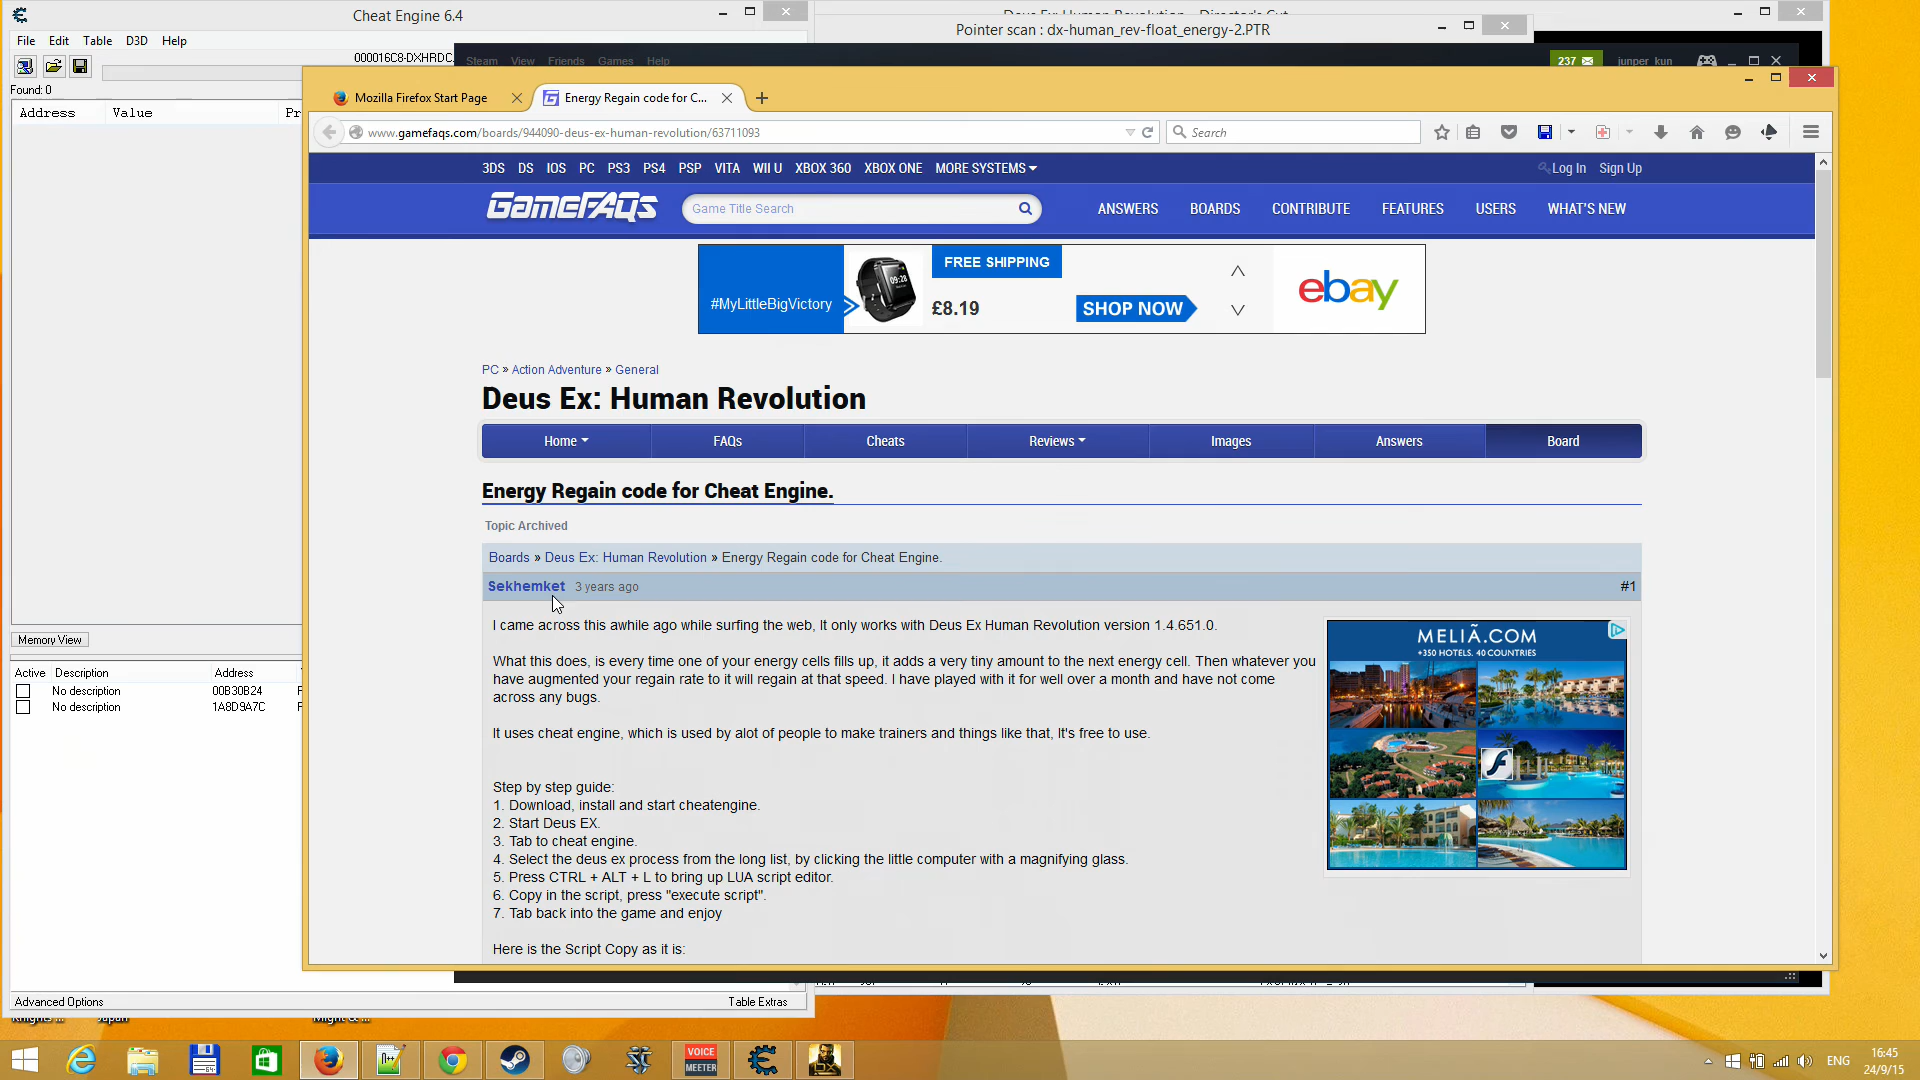 Cheat Engine 6.4
Deus Ex Human Revolution - Director's Cut
Pointer scan : dx-human_rev-float_energy-2.PTR
File Edit Table D3D Help
000016C8-DXHRDC.
Steam View Friends Games Help
237
junper_kun
Found: 0
Address Value Pr
Mozilla Firefox Start Page
Energy Regain code for C...
www.gamefaqs.com/boards/944090-deus-ex-human-revolution/63711093
Search
3DS DS IOS PC PS3 PS4 PSP VITA WII U XBOX 360 XBOX ONE MORE SYSTEMS
Log In Sign Up
GameFAQs
Game Title Search
ANSWERS BOARDS CONTRIBUTE FEATURES USERS WHAT'S NEW
#MyLittleBigVictory
09:28
FREE SHIPPING
£8.19
SHOP NOW
ebay
PC » Action Adventure » General
Deus Ex: Human Revolution
Home FAQs Cheats Reviews Images Answers Board
Energy Regain code for Cheat Engine.
Topic Archived
Boards » Deus Ex: Human Revolution » Energy Regain code for Cheat Engine.
Sekhemket 3 years ago #1
I came across this awhile ago while surfing the web, It only works with Deus Ex Human Revolution version 1.4.651.0.
What this does, is every time one of your energy cells fills up, it adds a very tiny amount to the next energy cell. Then whatever you
have augmented your regain rate to it will regain at that speed. I have played with it for well over a month and have not come
across any bugs.
It uses cheat engine, which is used by alot of people to make trainers and things like that, It's free to use.
Step by step guide:
1. Download, install and start cheatengine.
2. Start Deus EX.
3. Tab to cheat engine.
4. Select the deus ex process from the long list, by clicking the little computer with a magnifying glass.
5. Press CTRL + ALT + L to bring up LUA script editor.
6. Copy in the script, press "execute script".
7. Tab back into the game and enjoy
Here is the Script Copy as it is:
MELIÃ.COM
+350 HOTELS. 40 COUNTRIES
Memory View
Active Description Address
No description 00B30B24 F
No description 1A8D9A7C F
Advanced Options
Table Extras
Knights ...
Japan
Might & ...
VOICE
MEETER
64
DX
ENG
16:45
24/9/15